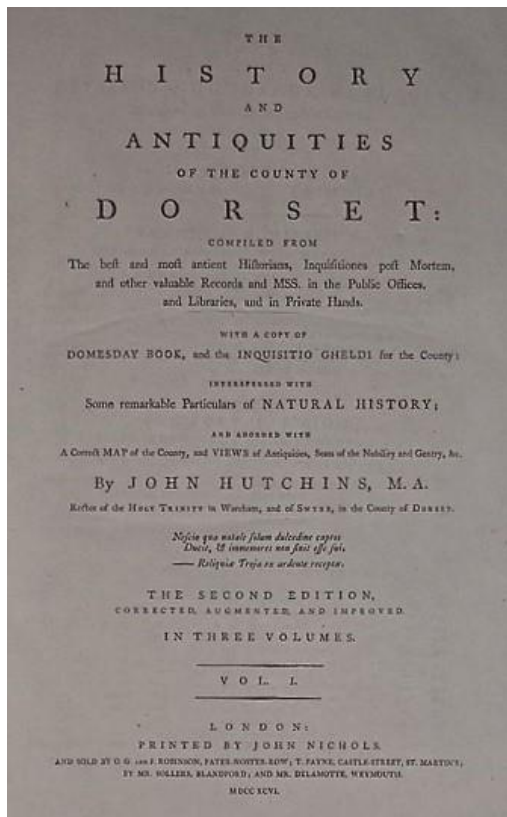 THE
HISTORY
AND
ANTIQUITIES
OF THE COUNTY OF
DORSET:
COMPILED FROM
The beſt and moſt antient Hiſtorians, Inquiſitiones poſt Mortem,
and other valuable Records and MSS. in the Public Offices,
and Libraries, and in Private Hands.
WITH A COPY OF
DOMESDAY BOOK, and the INQUISITIO GHELDI for the County:
INTERSPERSED WITH
Some remarkable Particulars of NATURAL HISTORY;
AND ADORNED WITH
A Correct MAP of the County, and VIEWS of Antiquities, Seats of the Nobility and Gentry, &c.
By JOHN HUTCHINS, M.A.
Rector of the HOLY TRINITY in Wareham, and of SWYRE, in the County of DORSET.
Neſcio qua natale ſolum dulcedine captos
Ducit, & immemores non ſinit eſſe ſui.
—— Reliquiæ Trojæ ex ardente receptæ.
THE SECOND EDITION,
CORRECTED, AUGMENTED, AND IMPROVED.
IN THREE VOLUMES.
VOL. I.
LONDON:
PRINTED BY JOHN NICHOLS.
AND SOLD BY G. G. AND J. ROBINSON, PATER-NOSTER-ROW; T. PAYNE, CASTLE-STREET, ST. MARTIN'S;
BY MR. SOLLERS, BLANDFORD; AND MR. DELAMOTTE, WEYMOUTH.
MDCC XCVI.